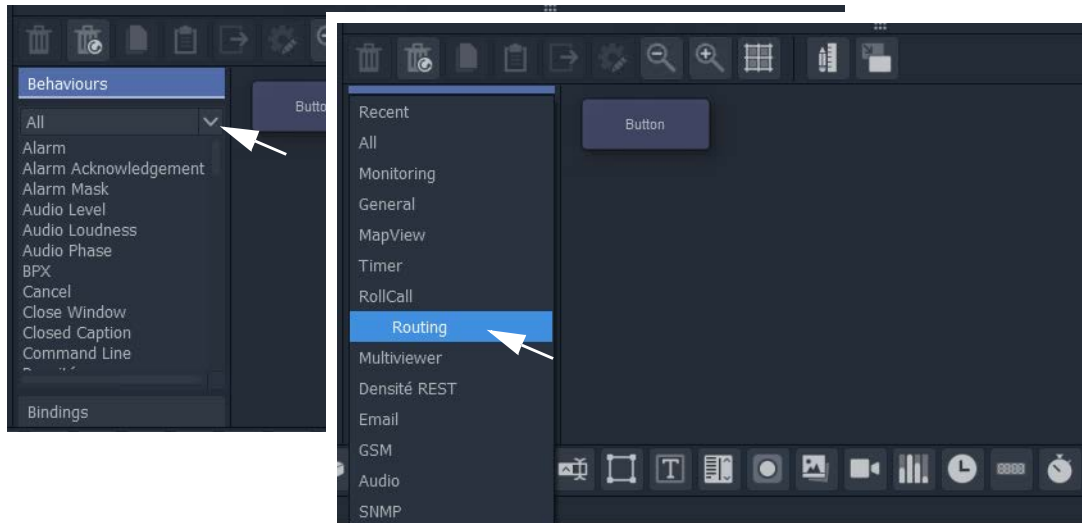 Behaviours
All
Alarm
Alarm Acknowledgement
Alarm Mask
Audio Level
Audio Loudness
Audio Phase
BPX
Cancel
Close Window
Closed Caption
Command Line
Bindings
Recent
All
Monitoring
General
MapView
Timer
RollCall
Routing
Multiviewer
Densité REST
Email
GSM
Audio
SNMP
Button
T
8888